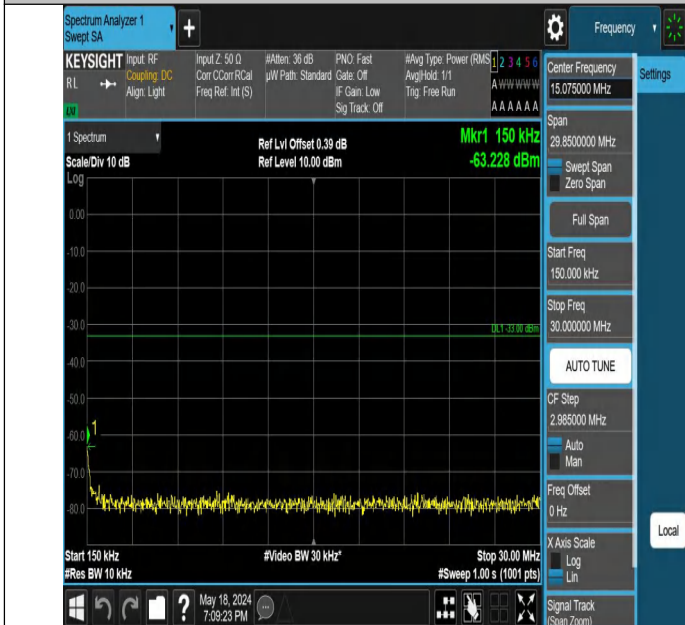 Spectrum Analyzer 1
Swept SA
+
Frequency
KEYSIGHT
RL
LXI
Input: RF
Coupling: DC
Align: Light
Input Z: 50 Ω
Corr CCorr RCal
Freq Ref: Int (S)
#Atten: 36 dB
µW Path: Standard
PNO: Fast
Gate: Off
IF Gain: Low
Sig Track: Off
#Avg Type: Power (RMS
Avg|Hold: 1/1
Trig: Free Run
1 2 3 4 5 6
A W W W W W
A A A A A A
1 Spectrum
Scale/Div 10 dB
Log
Ref Lvl Offset 0.39 dB
Ref Level 10.00 dBm
Mkr1 150 kHz
-63.228 dBm
0.00
-10.0
-20.0
-30.0
-40.0
-50.0
-60.0
-70.0
-80.0
DL1 -33.00 dBm
1
Start 150 kHz
#Res BW 10 kHz
#Video BW 30 kHz*
Stop 30.00 MHz
#Sweep 1.00 s (1001 pts)
?
May 18, 2024
7:09:23 PM
Center Frequency
15.075000 MHz
Span
29.8500000 MHz
Swept Span
Zero Span
Full Span
Start Freq
150.000 kHz
Stop Freq
30.000000 MHz
AUTO TUNE
CF Step
2.985000 MHz
Auto
Man
Freq Offset
0 Hz
X Axis Scale
Log
Lin
Signal Track
(Span Zoom)
Settings
Local